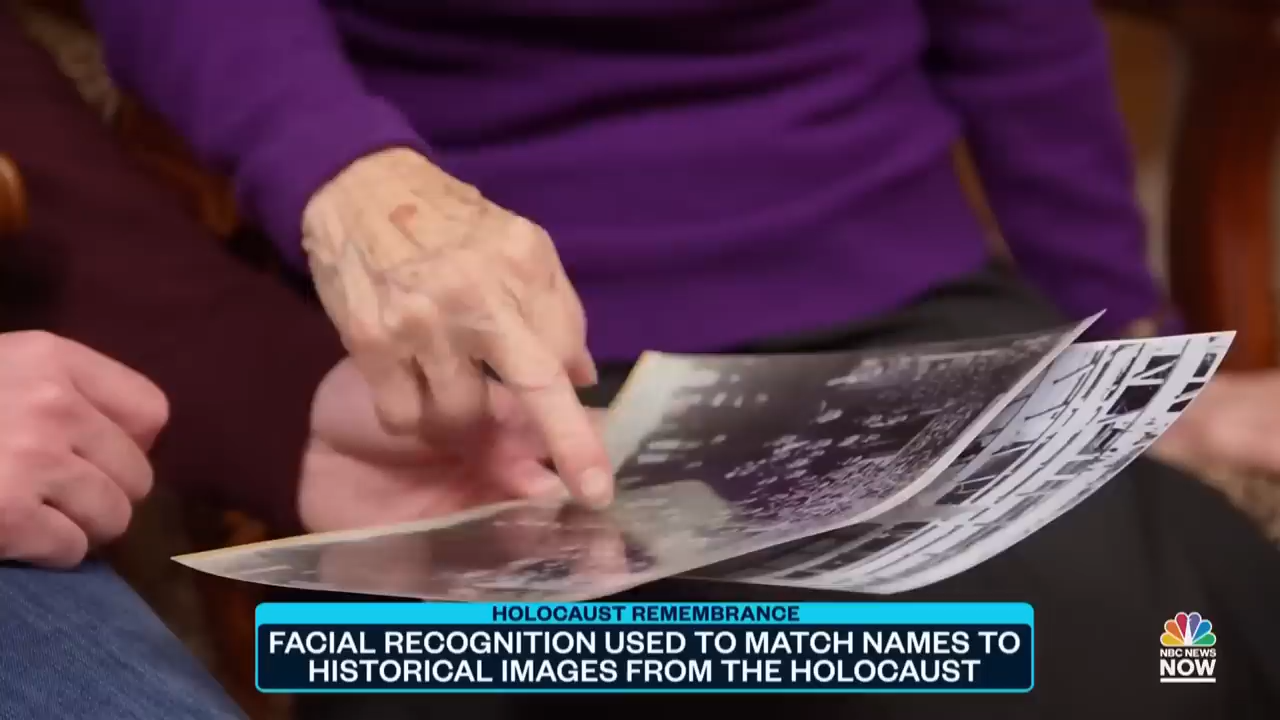 HOLOCAUST REMEMBRANCE
FACIAL RECOGNITION USED TO MATCH NAMES TO
HISTORICAL IMAGES FROM THE HOLOCAUST
NBC NEWS
NOW